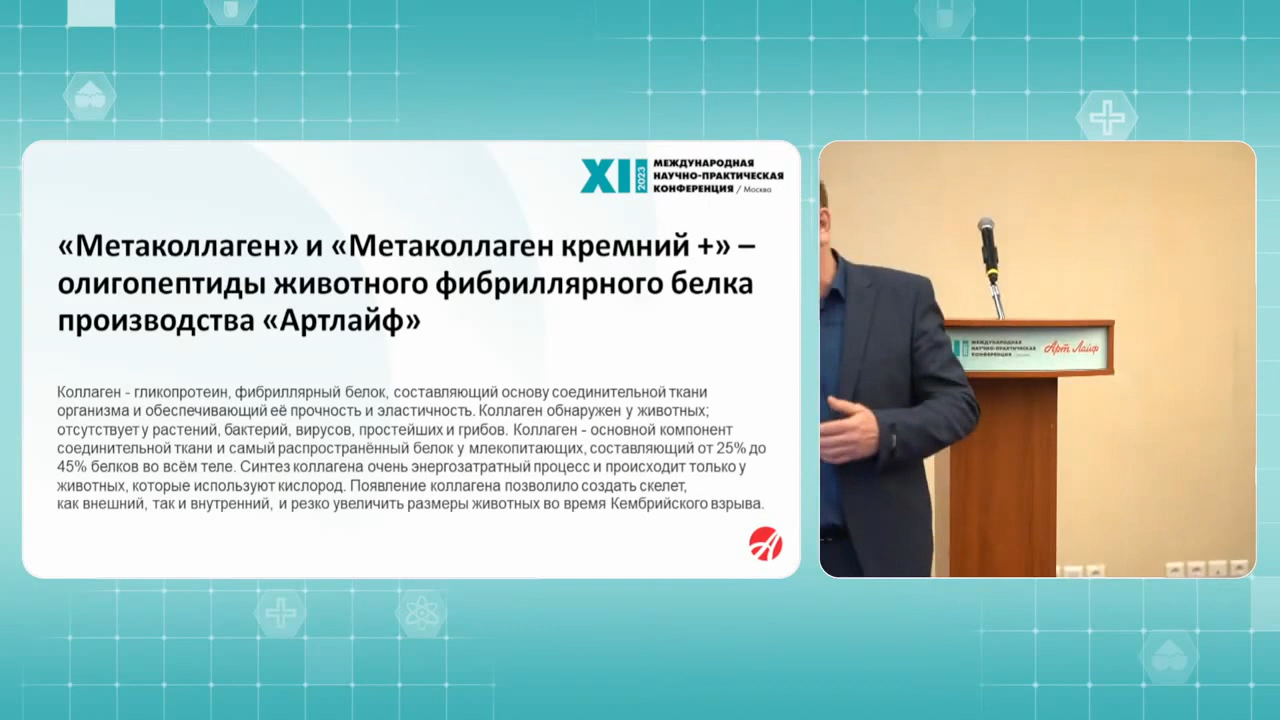 XII 2023 МЕЖДУНАРОДНАЯ
НАУЧНО-ПРАКТИЧЕСКАЯ
КОНФЕРЕНЦИЯ / Москва
«Метаколлаген» и «Метаколлаген кремний +» –
олигопептиды животного фибриллярного белка
производства «Артлайф»
Коллаген - гликопротеин, фибриллярный белок, составляющий основу соединительной ткани
организма и обеспечивающий её прочность и эластичность. Коллаген обнаружен у животных;
отсутствует у растений, бактерий, вирусов, простейших и грибов. Коллаген - основной компонент
соединительной ткани и самый распространённый белок у млекопитающих, составляющий от 25% до
45% белков во всём теле. Синтез коллагена очень энергозатратный процесс и происходит только у
животных, которые используют кислород. Появление коллагена позволило создать скелет,
как внешний, так и внутренний, и резко увеличить размеры животных во время Кембрийского взрыва.
МЕЖДУНАРОДНАЯ
НАУЧНО-ПРАКТИЧЕСКАЯ
КОНФЕРЕНЦИЯ
Арт Лайф